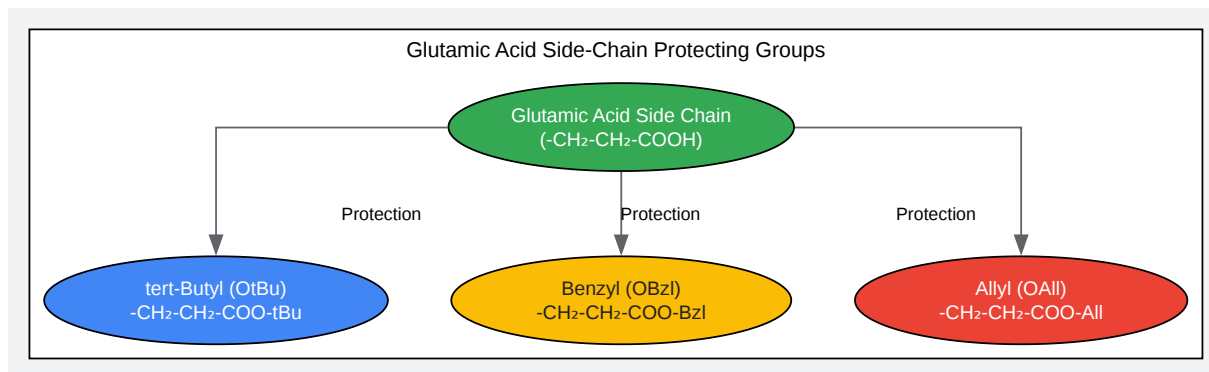 Glutamic Acid Side-Chain Protecting Groups
Glutamic Acid Side Chain
(-CH₂-CH₂-COOH)
Protection
Protection
Protection
tert-Butyl (OtBu)
-CH₂-CH₂-COO-tBu
Benzyl (OBzl)
-CH₂-CH₂-COO-Bzl
Allyl (OAll)
-CH₂-CH₂-COO-All